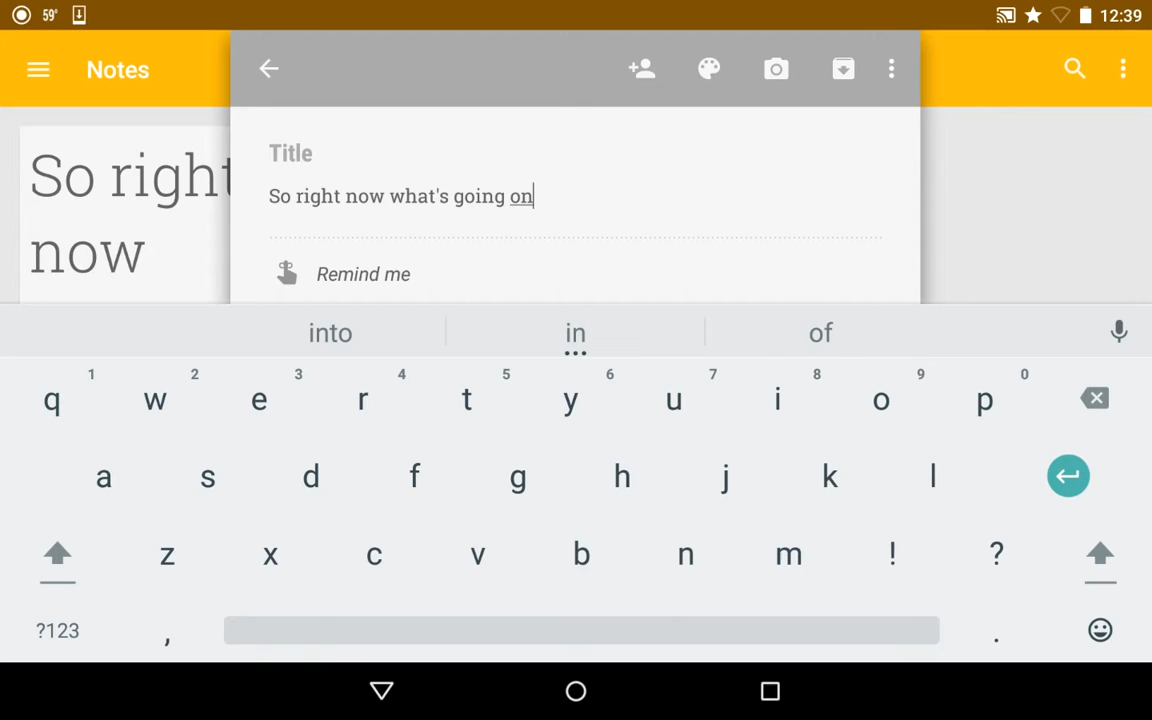 59° 12:39
Notes
So right
now
Title
So right now what's going on
Remind me
into in of
1 2 3 4 5 6 7 8 9 0
q w e r t y u i o p
a s d f g h j k l
z x c v b n m ! ?
?123 , .